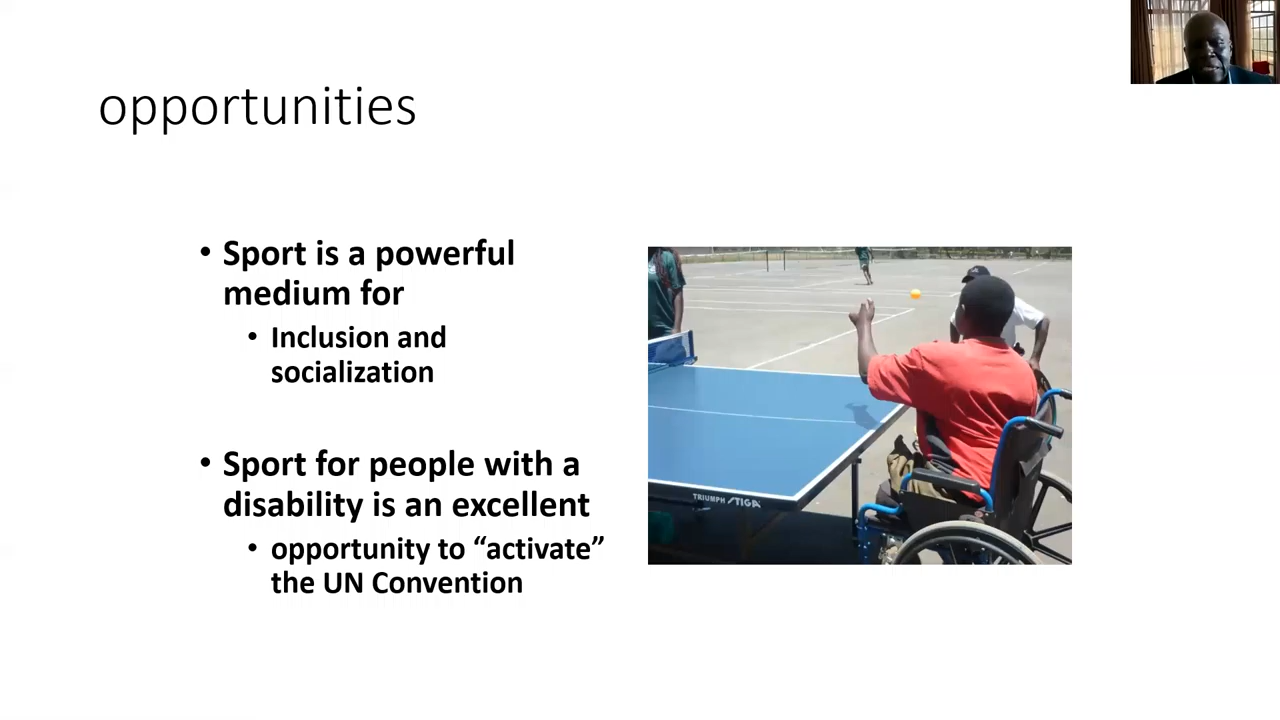 opportunities
• Sport is a powerful
medium for
• Inclusion and
socialization
• Sport for people with a
disability is an excellent
• opportunity to “activate”
the UN Convention
TRIUMPH STIGA